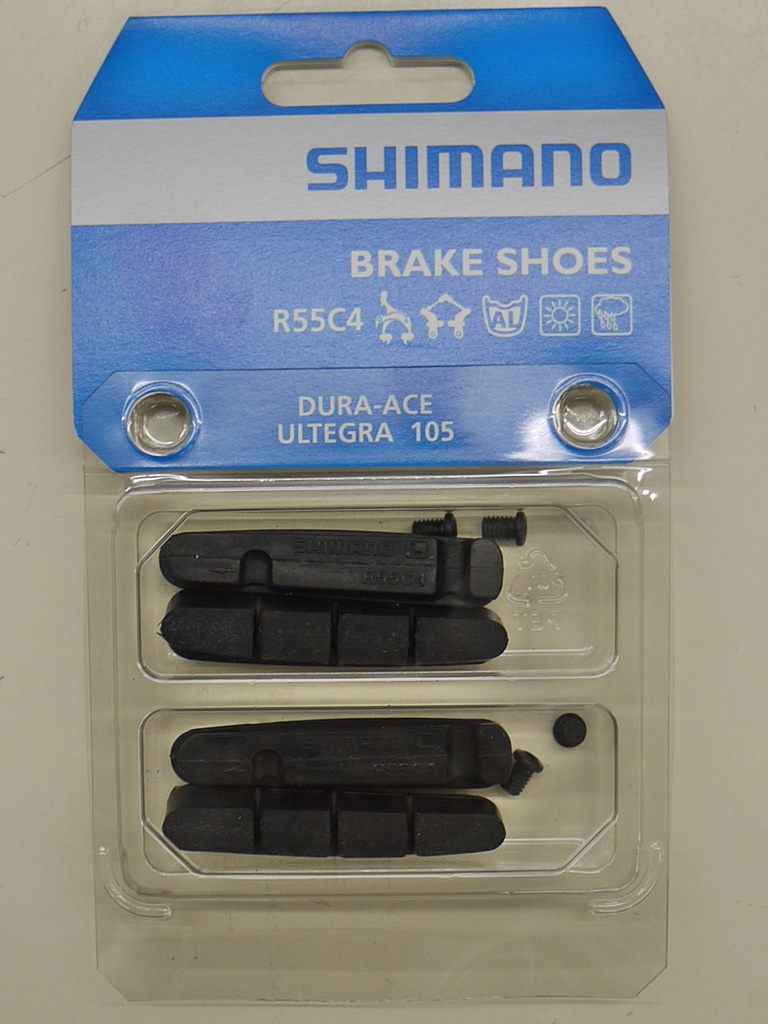 SHIMANO
BRAKE SHOES
R55C4 AL
DURA-ACE
ULTEGRA 105
SHIMANO L
R55C4